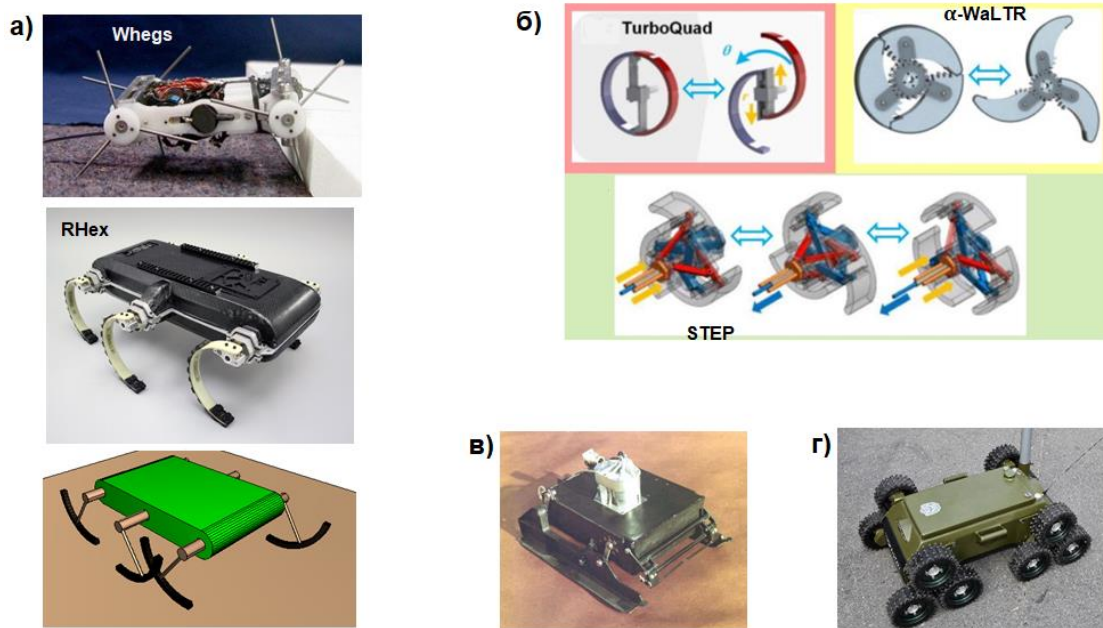 а)
Whegs
RHex
б)
TurboQuad
θ
r
α-WaLTR
STEP
в)
г)